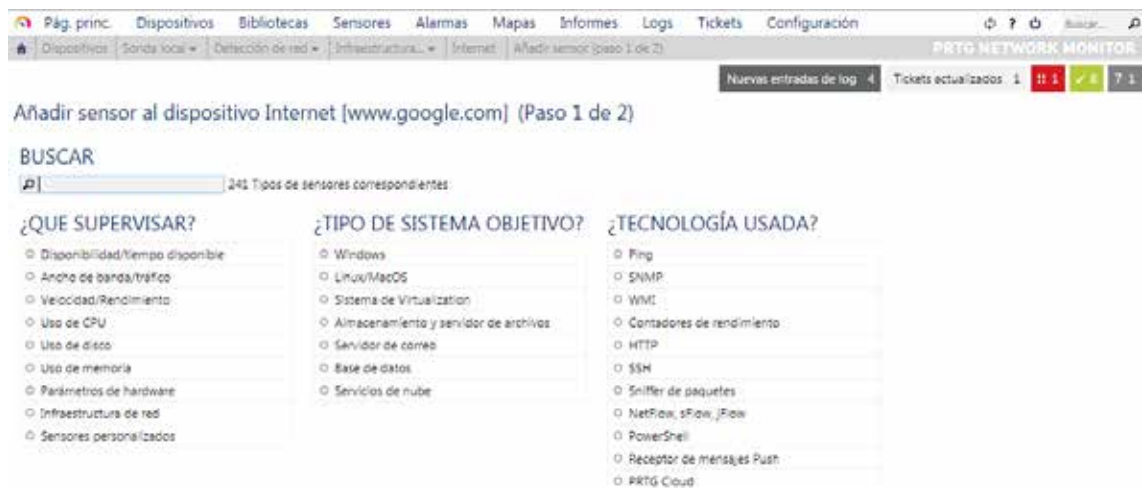 Pág. princ. Dispositivos Bibliotecas Sensores Alarmas Mapas Informes Logs Tickets Configuración ? Buscar...
Dispositivos Sonda local Detección de red Infraestructura... Internet Añadir sensor (paso 1 de 2) PRTG NETWORK MONITOR
Nuevas entradas de log 4 Tickets actualizados 1 !! 1 ✓ 8 ? 1
Añadir sensor al dispositivo Internet [www.google.com] (Paso 1 de 2)
BUSCAR
241 Tipos de sensores correspondientes
¿QUE SUPERVISAR?
Disponibilidad/tiempo disponible
Ancho de banda/tráfico
Velocidad/Rendimiento
Uso de CPU
Uso de disco
Uso de memoria
Parámetros de hardware
Infraestructura de red
Sensores personalizados
¿TIPO DE SISTEMA OBJETIVO?
Windows
Linux/MacOS
Sistema de Virtualization
Almacenamiento y servidor de archivos
Servidor de correo
Base de datos
Servicios de nube
¿TECNOLOGÍA USADA?
Ping
SNMP
WMI
Contadores de rendimiento
HTTP
SSH
Sniffer de paquetes
NetFlow, sFlow, jFlow
PowerShell
Receptor de mensajes Push
PRTG Cloud